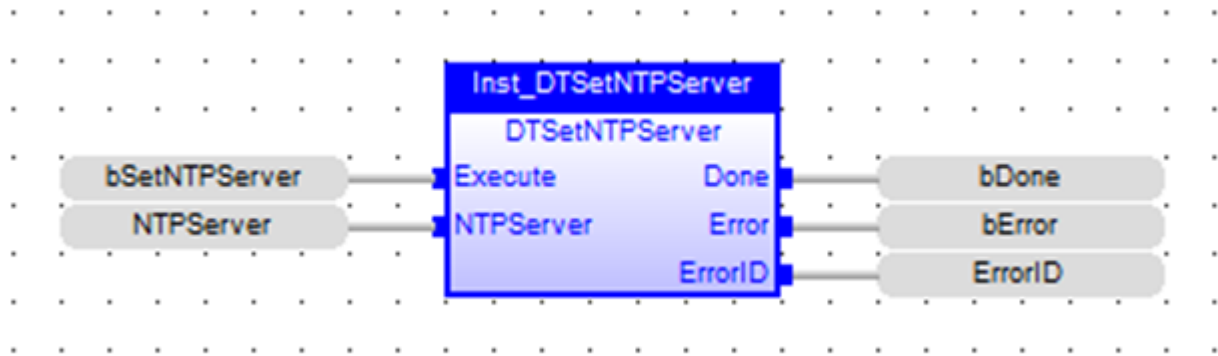 Inst_DTSetNTPServer
DTSetNTPServer
bSetNTPServer Execute Done bDone
NTPServer NTPServer Error bError
ErrorID ErrorID